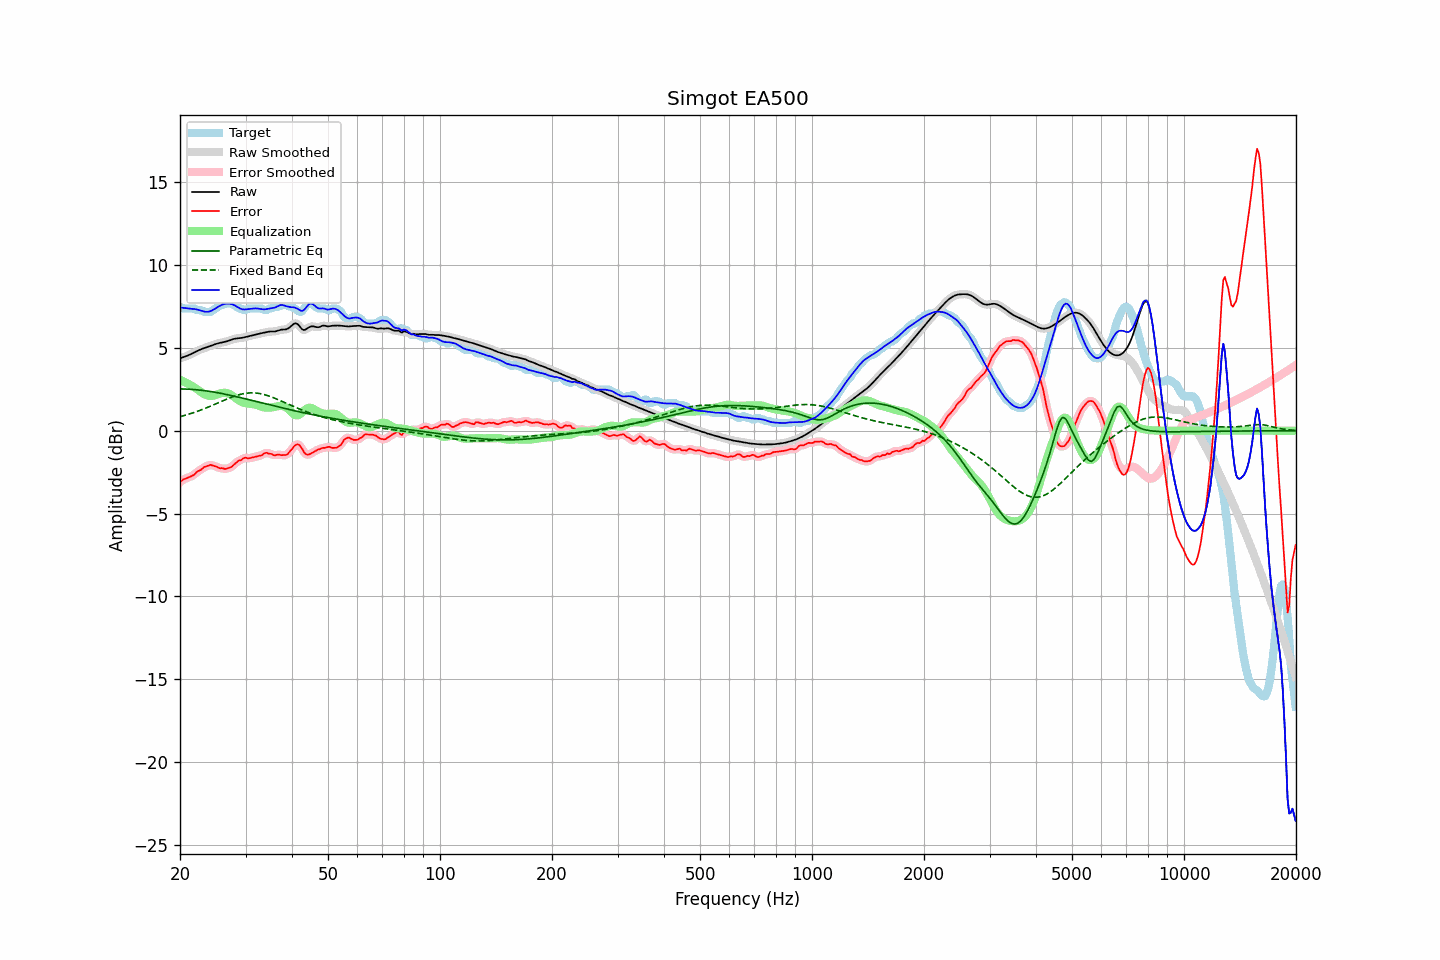 Simgot EA500
Target
Raw Smoothed
Error Smoothed
Raw
Error
Equalization
Parametric Eq
Fixed Band Eq
Equalized
15
10
5
0
−5
−10
−15
−20
−25
Amplitude (dBr)
20 50 100 200 500 1000 2000 5000 10000 20000
Frequency (Hz)